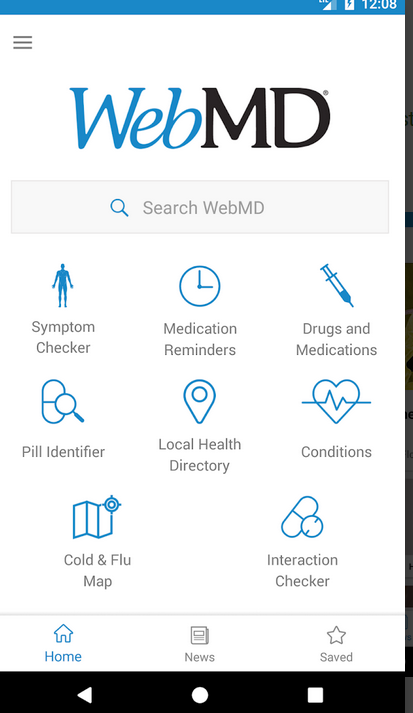 12:08
WebMD®
Search WebMD
Symptom
Checker
Medication
Reminders
Drugs and
Medications
Pill Identifier
Local Health
Directory
Conditions
Cold & Flu
Map
Interaction
Checker
Home
News
Saved